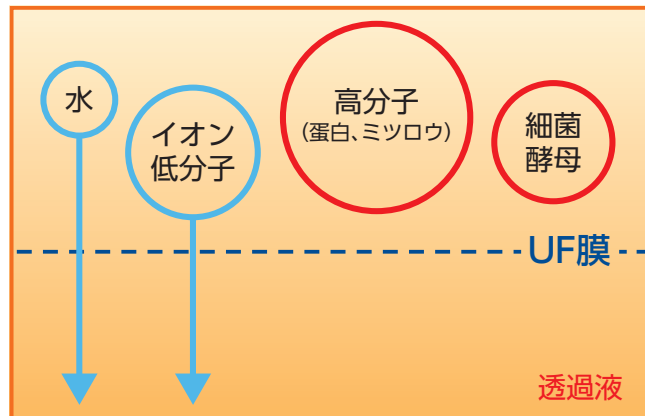 水
イオン
低分子
高分子
(蛋白、ミツロウ)
細菌
酵母
UF膜
透過液